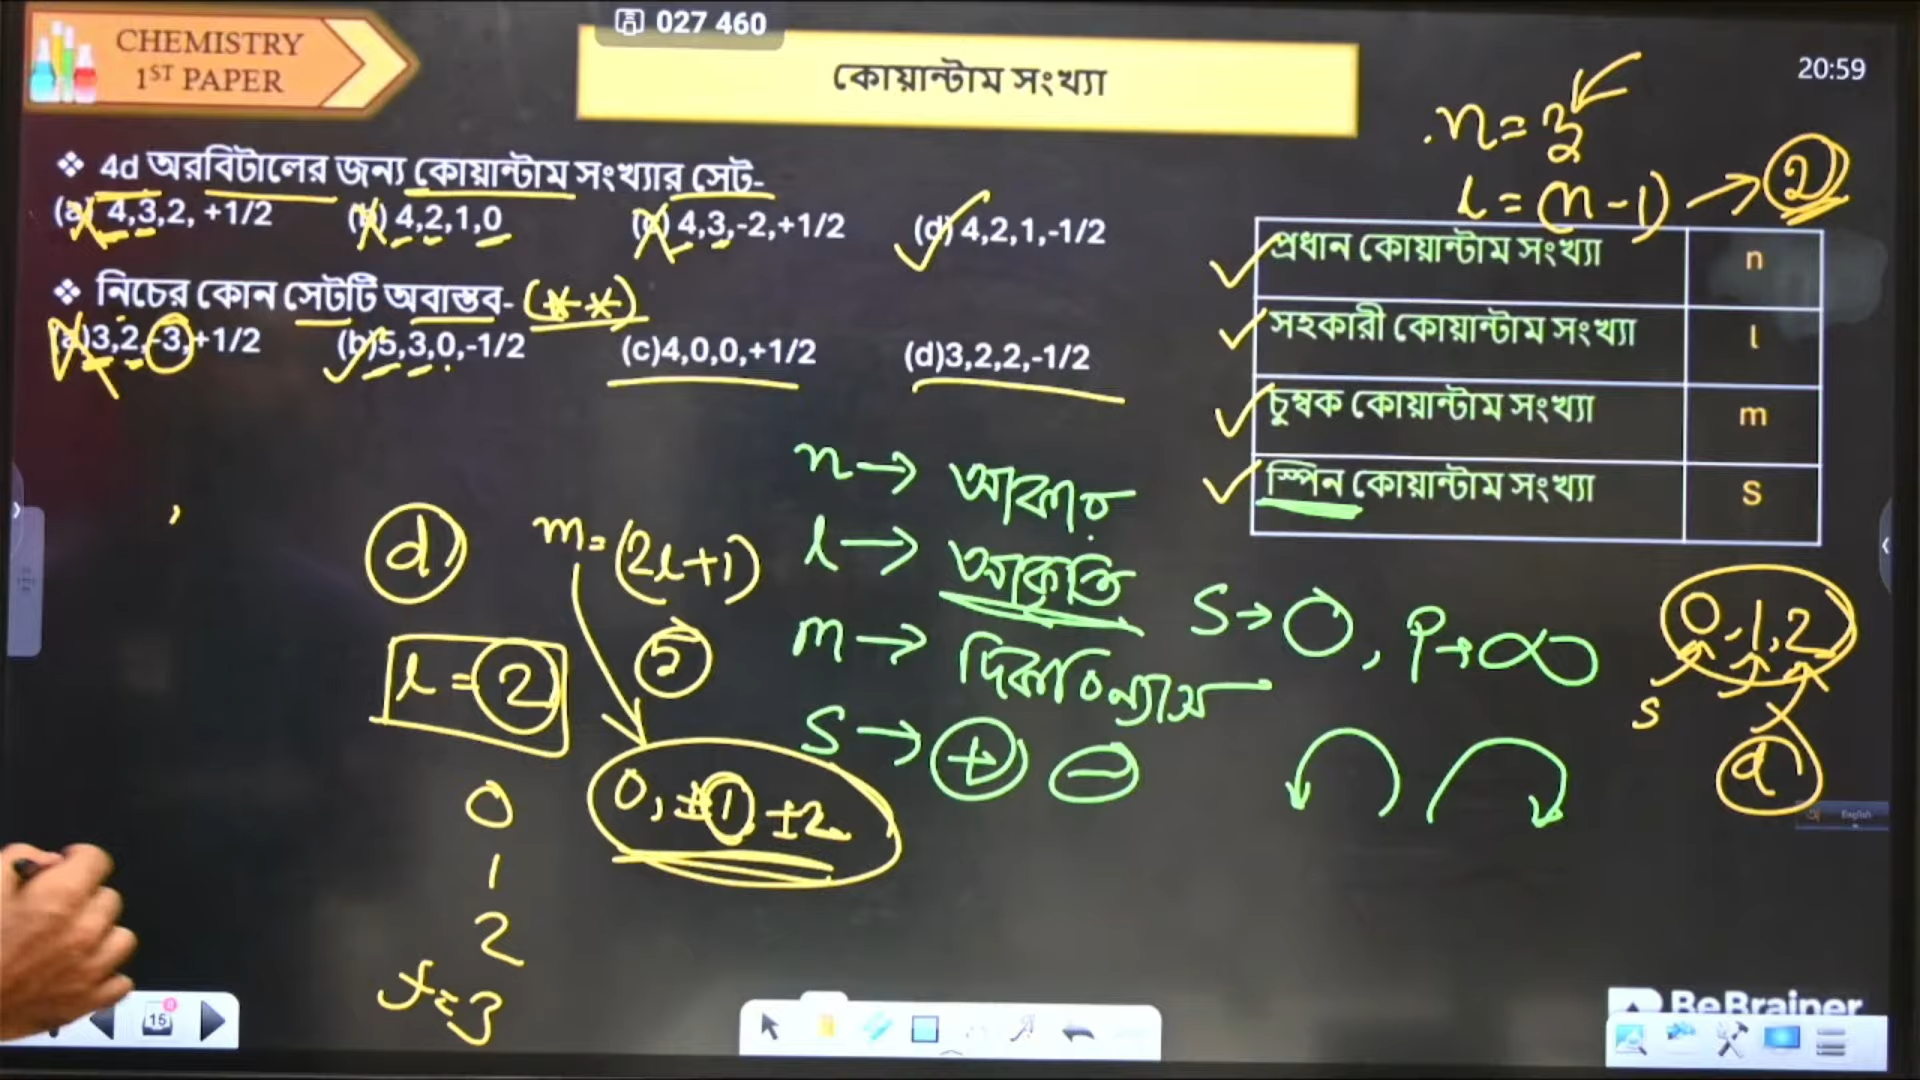 CHEMISTRY
1ST PAPER
027 460
কোয়ান্টাম সংখ্যা
20:59
n = 3
l = (n-1) → 2
❖ 4d অরবিটালের জন্য কোয়ান্টাম সংখ্যার সেট-
(a) 4,3,2, +1/2 (b) 4,2,1,0 (c) 4,3,-2,+1/2 (d) 4,2,1,-1/2
❖ নিচের কোন সেটটি অবাস্তব- (**)
(a)3,2,-3,+1/2 (b)5,3,0,-1/2 (c)4,0,0,+1/2 (d)3,2,2,-1/2
প্রধান কোয়ান্টাম সংখ্যা n
সহকারী কোয়ান্টাম সংখ্যা l
চুম্বক কোয়ান্টাম সংখ্যা m
স্পিন কোয়ান্টাম সংখ্যা S
n → আকার
l → আকৃতি
m → দিকবিন্যাস
S → + -
S → , P →
d
m = (2l+1)
5
l = 2
0, ±1 ±2
0
1
2
f = 3
0, 1, 2
s
d
15
English
BeBrainer